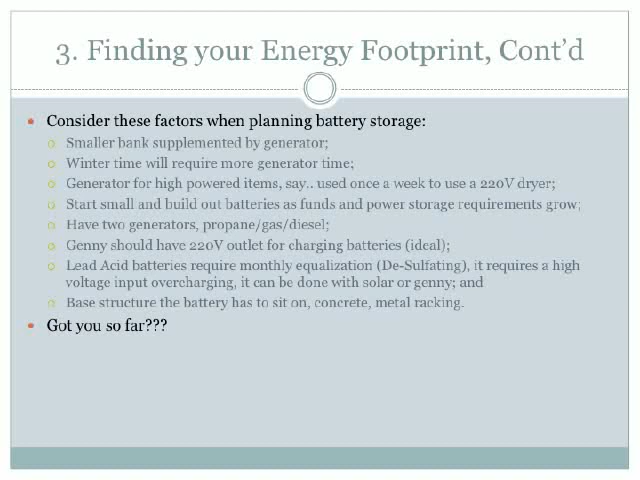 3. Finding your Energy Footprint, Cont’d
Consider these factors when planning battery storage:
Smaller bank supplemented by generator;
Winter time will require more generator time;
Generator for high powered items, say.. used once a week to use a 220V dryer;
Start small and build out batteries as funds and power storage requirements grow;
Have two generators, propane/gas/diesel;
Genny should have 220V outlet for charging batteries (ideal);
Lead Acid batteries require monthly equalization (De-Sulfating), it requires a high
voltage input overcharging, it can be done with solar or genny; and
Base structure the battery has to sit on, concrete, metal racking.
Got you so far???